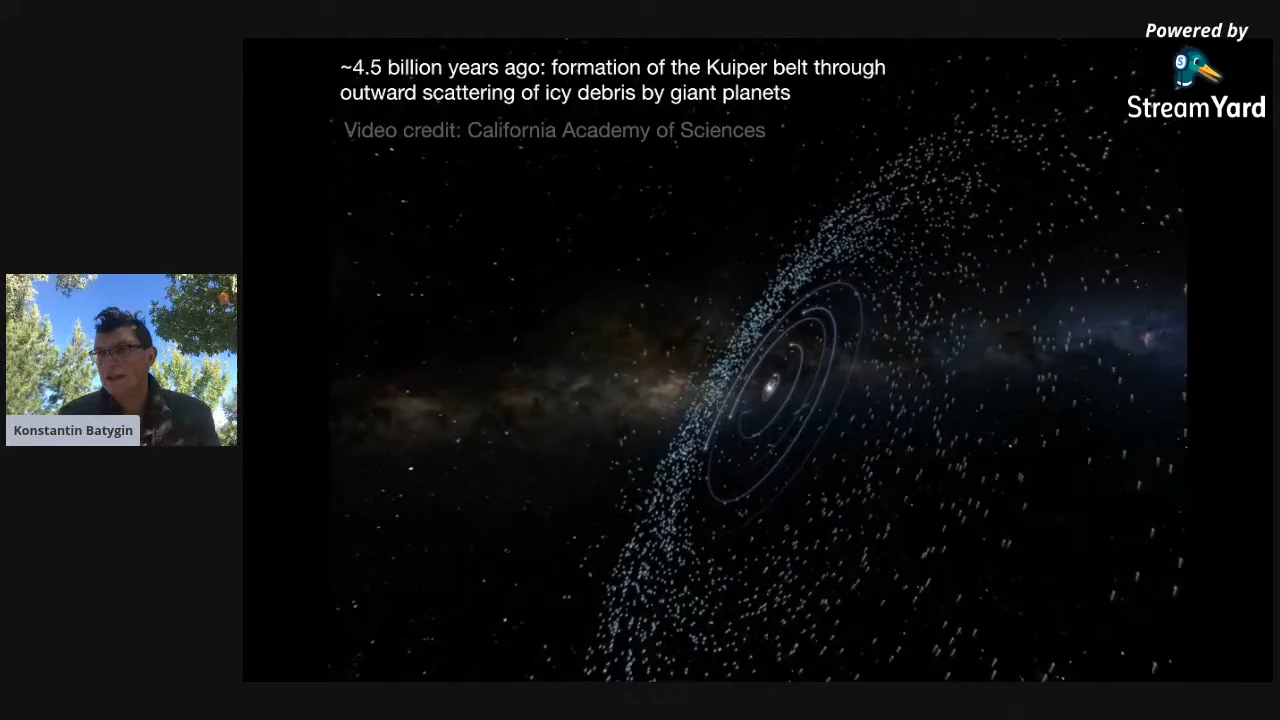 Powered by
StreamYard
~4.5 billion years ago: formation of the Kuiper belt through
outward scattering of icy debris by giant planets
Video credit: California Academy of Sciences
Konstantin Batygin